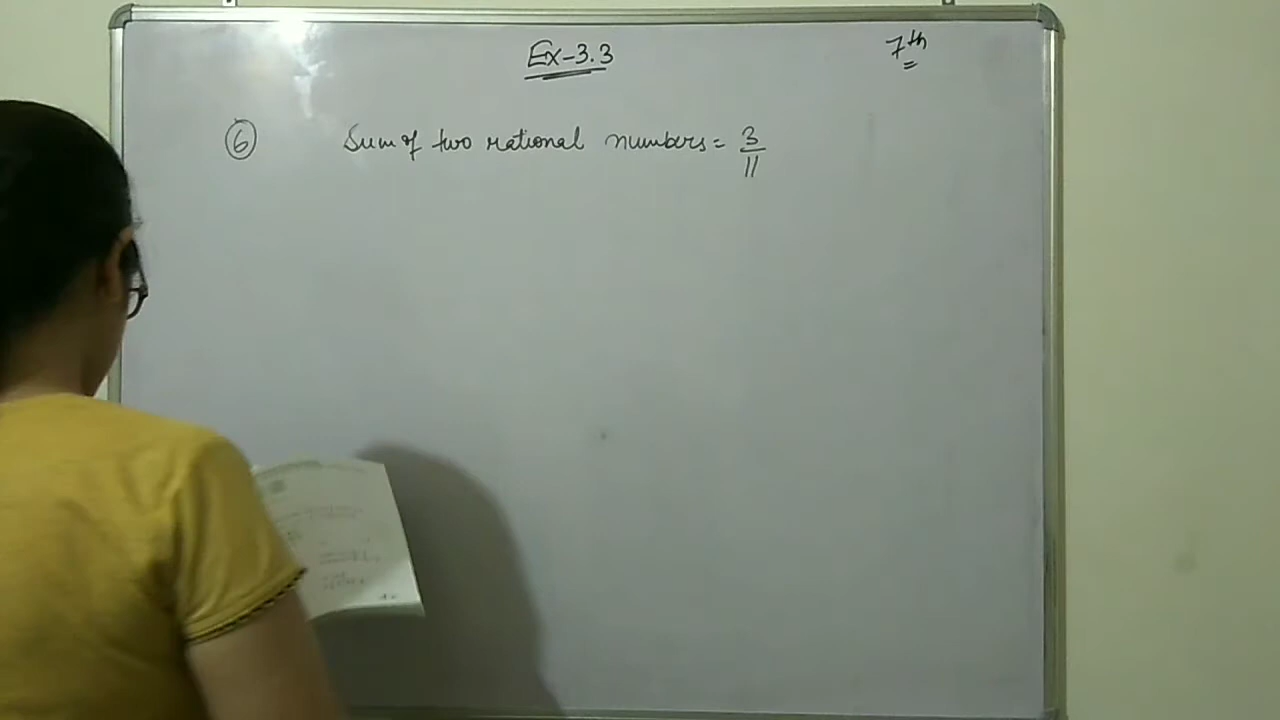 Ex-3.3
7th
6 Sum of two rational numbers = 3/11